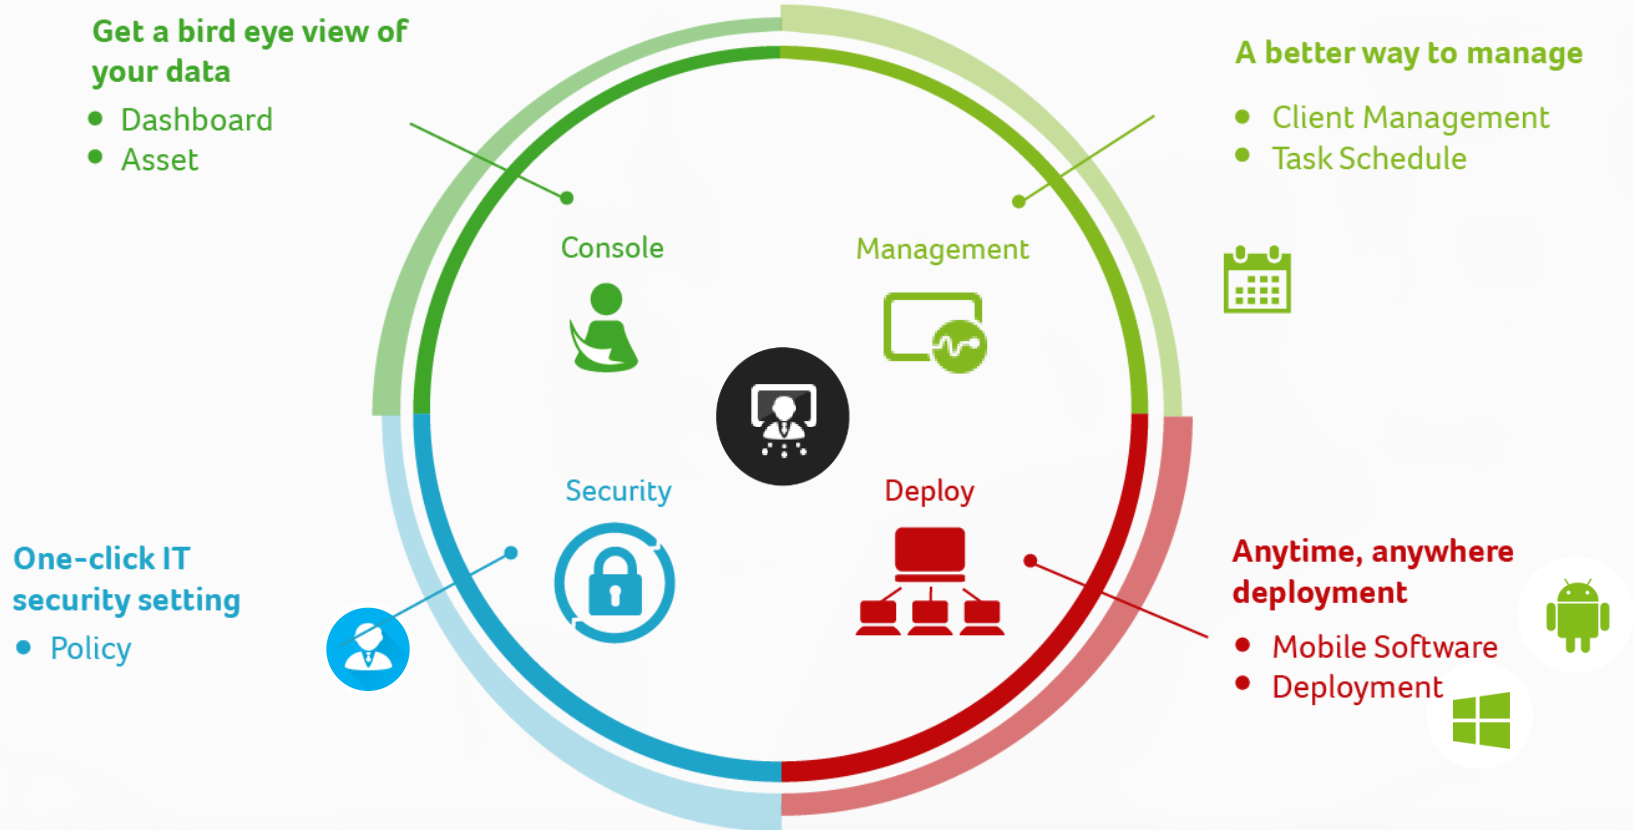 Get a bird eye view of
your data
• Dashboard
• Asset
A better way to manage
• Client Management
• Task Schedule
Console
Management
Security
Deploy
One-click IT
security setting
• Policy
Anytime, anywhere
deployment
• Mobile Software
• Deployment